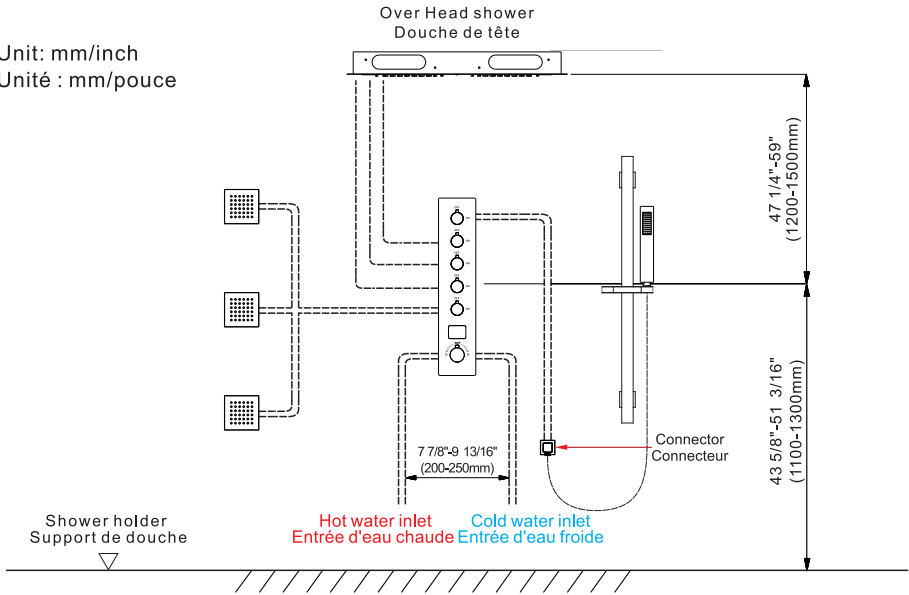 Over Head shower
Douche de tête
Unit: mm/inch
Unité : mm/pouce
47 1/4"-59"
(1200-1500mm)
43 5/8"-51 3/16"
(1100-1300mm)
7 7/8"-9 13/16"
(200-250mm)
Connector
Connecteur
Hot water inlet
Entrée d'eau chaude
Cold water inlet
Entrée d'eau froide
Shower holder
Support de douche